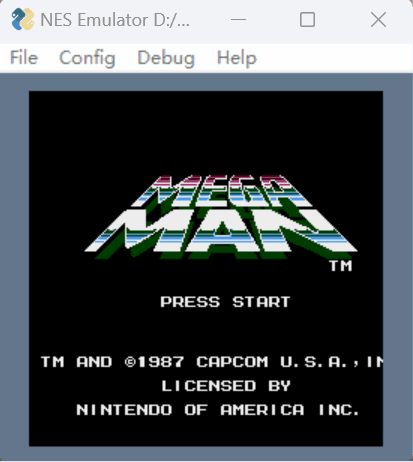 NES Emulator D:/...
File Config Debug Help
MEGA
MAN
TM
PRESS START
TM AND ©1987 CAPCOM U.S.A., IN
LICENSED BY
NINTENDO OF AMERICA INC.